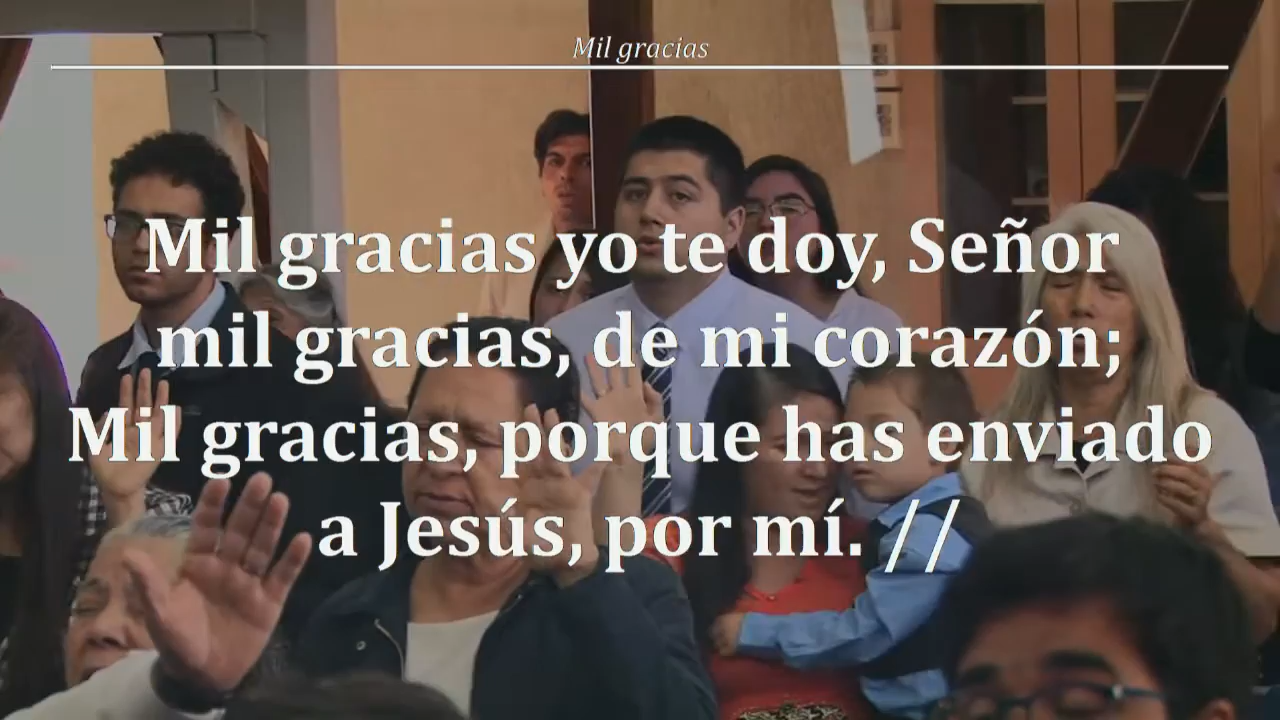 Mil gracias
Mil gracias yo te doy, Señor
mil gracias, de mi corazón;
Mil gracias, porque has enviado
a Jesús, por mí. //